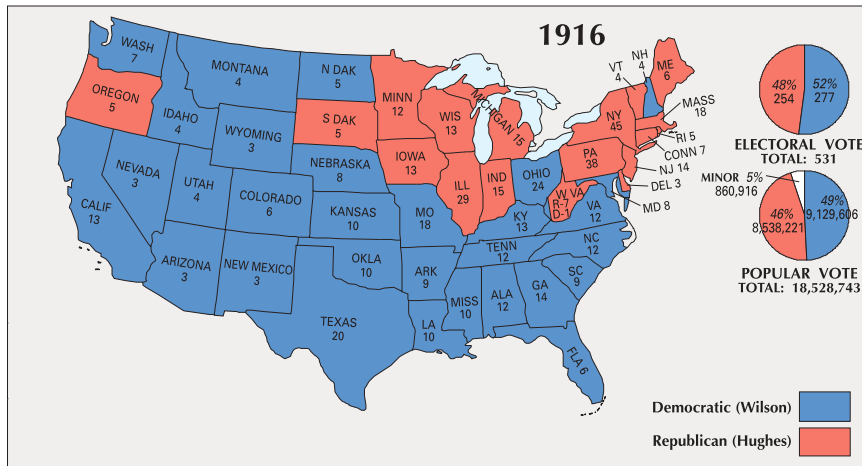 1916
WASH
7
MONTANA
4
N DAK
5
MINN
12
OREGON
5
IDAHO
4
WYOMING
3
S DAK
5
WIS
13
MICHIGAN 15
VT
4
NH
4
ME
6
NY
45
MASS
18
RI 5
CONN 7
NJ 14
DEL 3
MD 8
PA
38
NEVADA
3
UTAH
4
COLORADO
6
NEBRASKA
8
IOWA
13
ILL
29
IND
15
OHIO
24
W VA
R-7
D-1
VA
12
CALIF
13
KANSAS
10
MO
18
KY
13
ARIZONA
3
NEW MEXICO
3
OKLA
10
ARK
9
TENN
12
NC
12
SC
9
TEXAS
20
LA
10
MISS
10
ALA
12
GA
14
FLA 6
48%
254
52%
277
ELECTORAL VOTE
TOTAL: 531
MINOR 5%
860,916
46%
8,538,221
49%
9,129,606
POPULAR VOTE
TOTAL: 18,528,743
Democratic (Wilson)
Republican (Hughes)